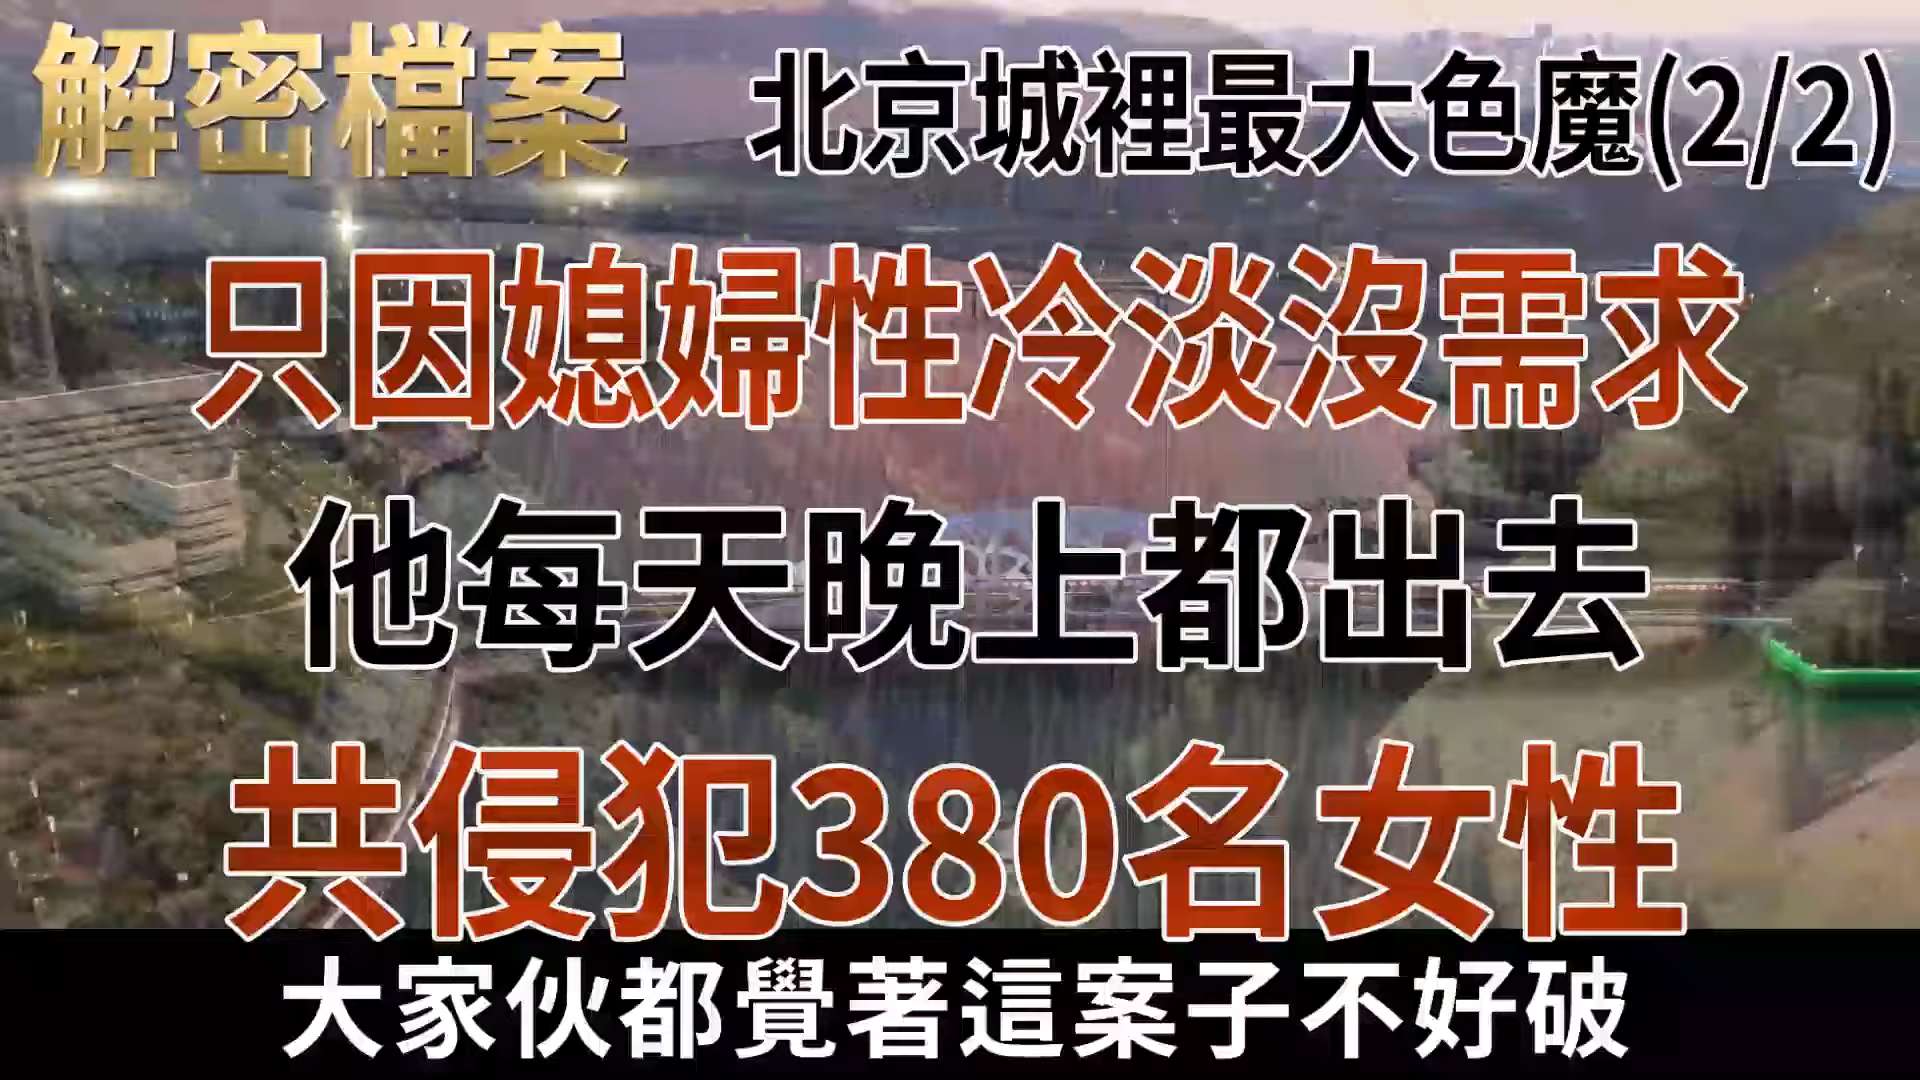 解密檔案 北京城裡最大色魔(2/2)
只因媳婦性冷淡沒需求
他每天晚上都出去
共侵犯380名女性
大家伙都覺著這案子不好破